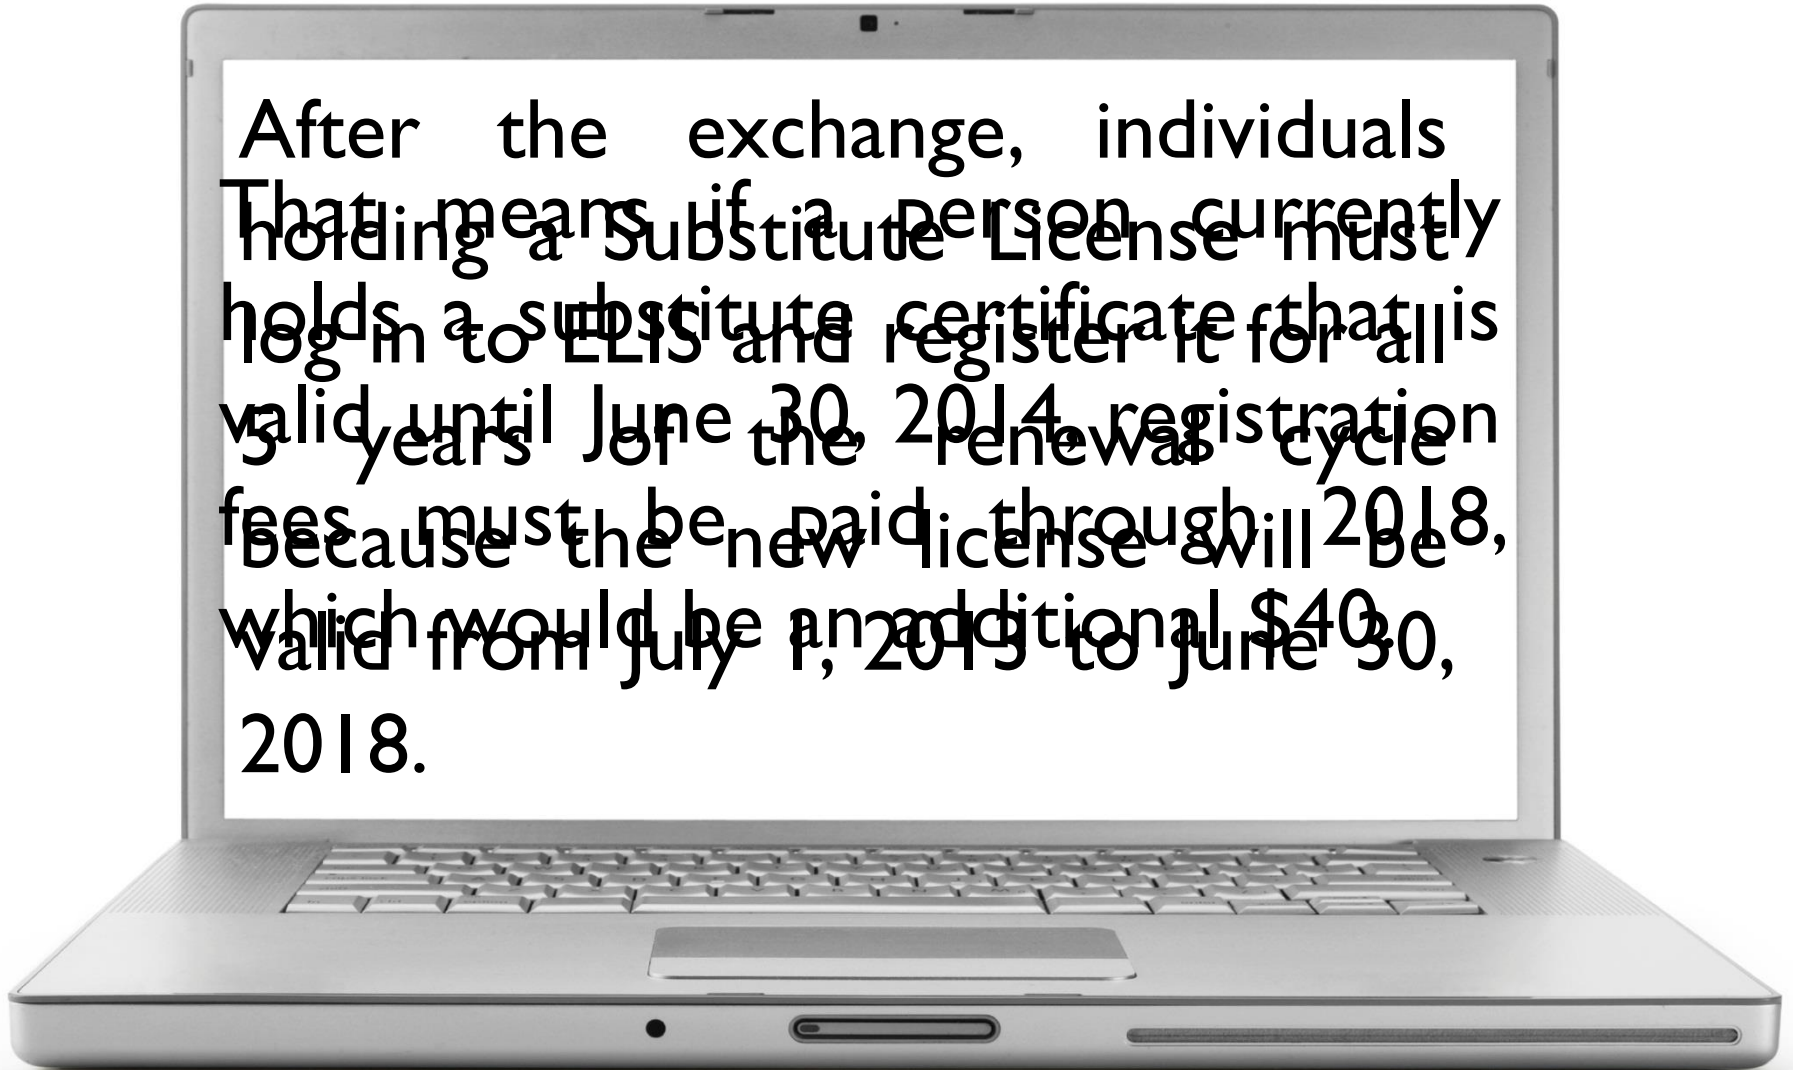 After the exchange, individuals
holding a Substitute License must
log in to ELIS and register it for all
5 years of the renewal cycle
because the new license will be
valid from July 1, 2013 to June 30,
2018.
That means if a person currently
holds a substitute certificate that is
valid until June 30, 2014, registration
fees must be paid through 2018,
which would be an additional $40.